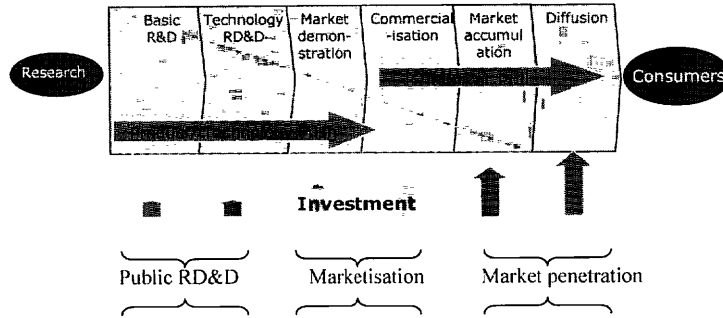 Basic
R&D
Technology
RD&D
Market
demon-
stration
Commercial
-isation
Market
accumul
ation
Diffusion
Research
Consumers
Investment
Public RD&D
Marketisation
Market penetration